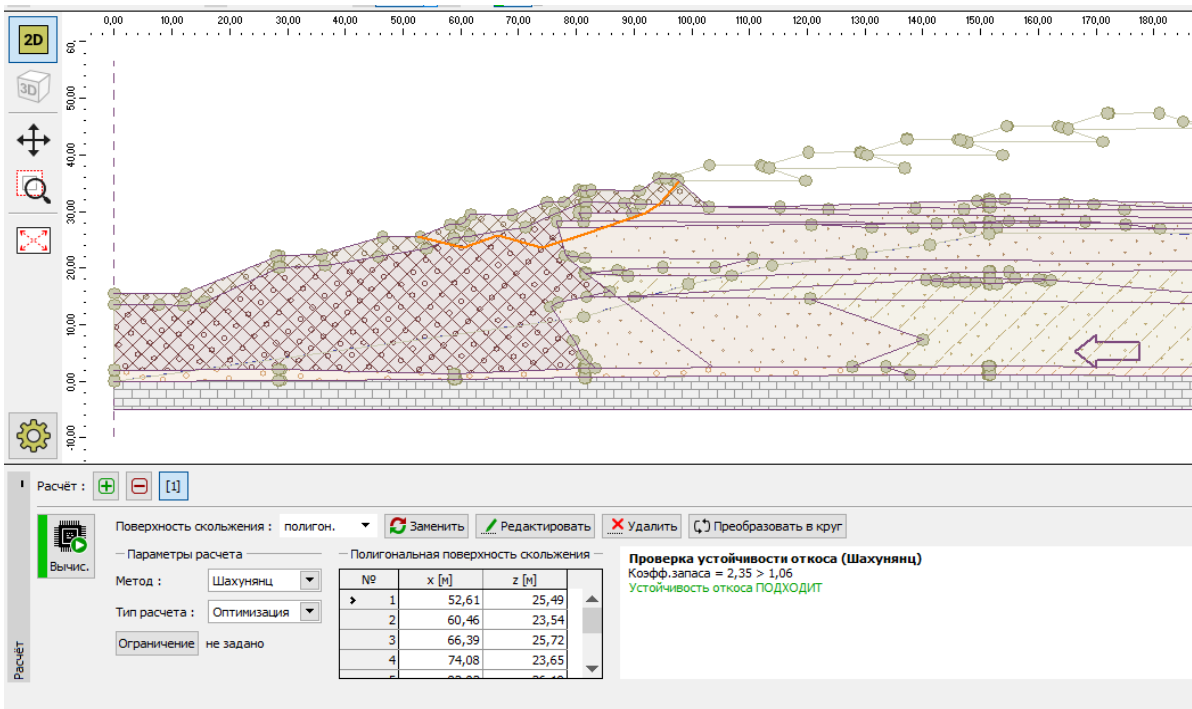 0,00 10,00 20,00 30,00 40,00 50,00 60,00 70,00 80,00 90,00 100,00 110,00 120,00 130,00 140,00 150,00 160,00 170,00 180,00
2D
3D
60,
50,00
40,00
30,00
20,00
10,00
0,00
-10,00
Расчёт
Расчёт : [1]
Вычис.
Поверхность скольжения : полигон. Заменить Редактировать Удалить Преобразовать в круг
Параметры расчета
Метод : Шахунянц
Тип расчета : Оптимизация
Ограничение не задано
Полигональная поверхность скольжения
№ x [м] z [м]
1 52,61 25,49
2 60,46 23,54
3 66,39 25,72
4 74,08 23,65
Проверка устойчивости откоса (Шахунянц)
Коэфф.запаса = 2,35 > 1,06
Устойчивость откоса ПОДХОДИТ